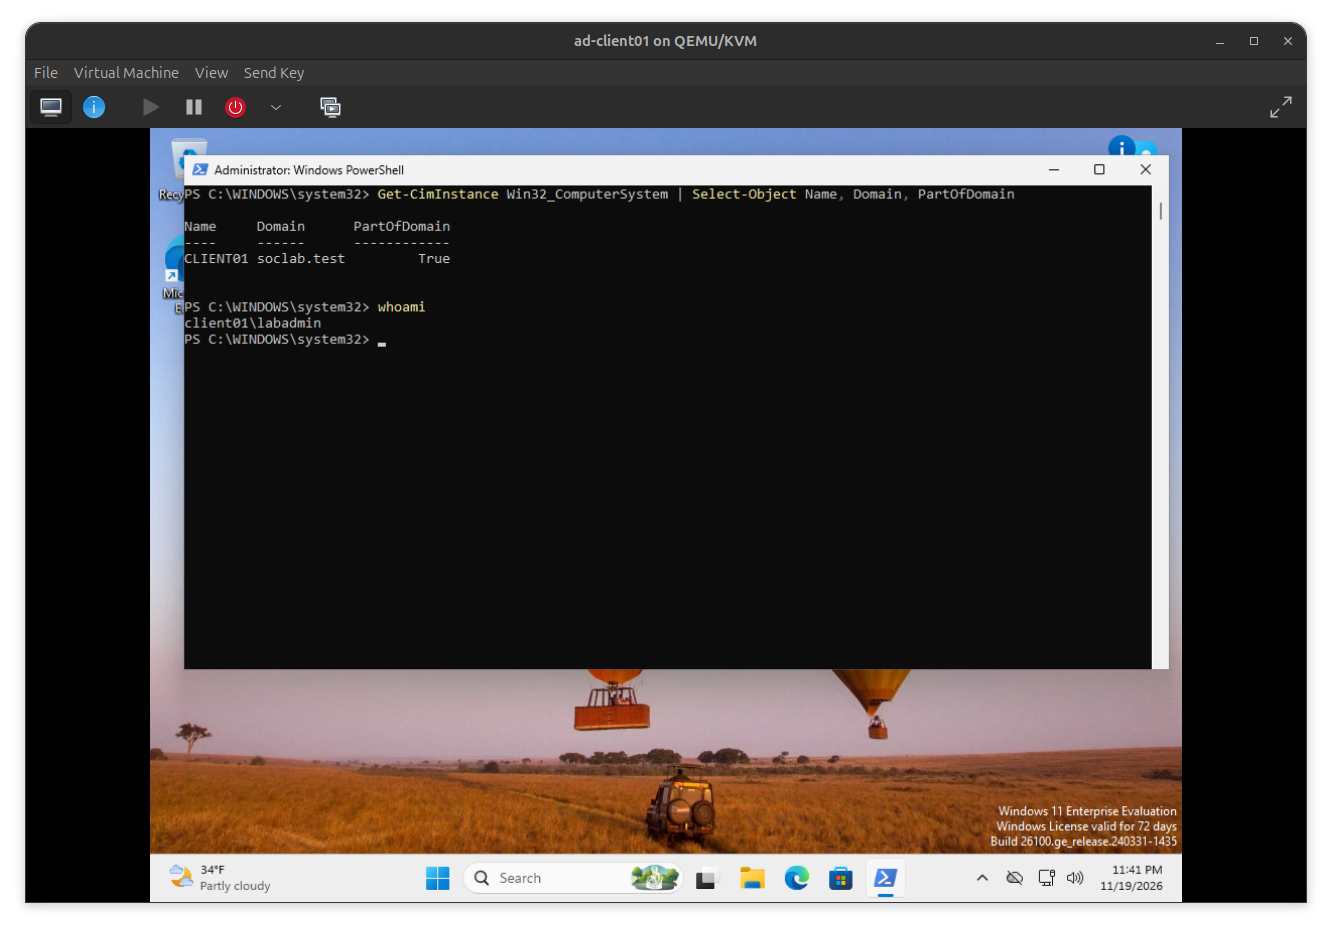 ad-client01 on QEMU/KVM
File Virtual Machine View Send Key
Administrator: Windows PowerShell
PS C:\WINDOWS\system32> Get-CimInstance Win32_ComputerSystem | Select-Object Name, Domain, PartOfDomain
Name Domain PartOfDomain
---- ------ ------------
CLIENT01 soclab.test True
PS C:\WINDOWS\system32> whoami
client01\labadmin
PS C:\WINDOWS\system32>
Recy
Mic
E
Windows 11 Enterprise Evaluation
Windows License valid for 72 days
Build 26100.ge_release.240331-1435
34°F
Partly cloudy
Search
11:41 PM
11/19/2026